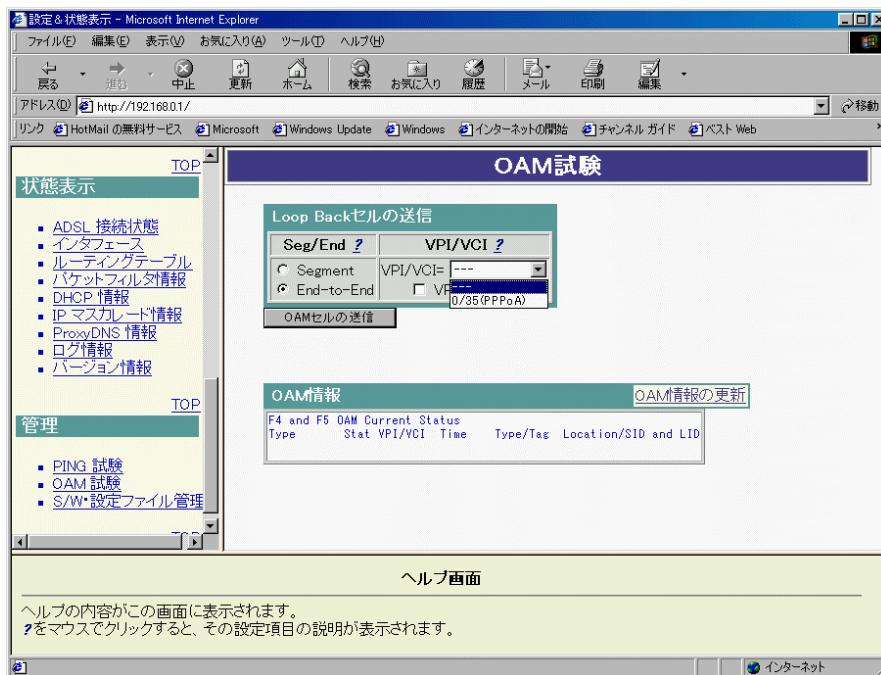 設定＆状態表示 - Microsoft Internet Explorer
ファイル(F) 編集(E) 表示(V) お気に入り(A) ツール(T) ヘルプ(H)
戻る 進む 中止 更新 ホーム 検索 お気に入り 履歴 メール 印刷 編集
アドレス(D) http://192.168.0.1/ 移動
リンク HotMail の無料サービス Microsoft Windows Update Windows インターネットの開始 チャンネル ガイド ベスト Web
TOP
状態表示
ADSL 接続状態
インタフェース
ルーティングテーブル
パケットフィルタ情報
DHCP 情報
IP マスカレード情報
ProxyDNS 情報
ログ情報
バージョン情報
TOP
管理
PING 試験
OAM 試験
S/W・設定ファイル管理
TOP
OAM試験
Loop Backセルの送信
Seg/End ? VPI/VCI ?
Segment VPI/VCI= ---
End-to-End VP
---
0/35(PPPoA)
OAMセルの送信
OAM情報 OAM情報の更新
F4 and F5 OAM Current Status
Type Stat VPI/VCI Time Type/Tag Location/SID and LID
ヘルプ画面
ヘルプの内容がこの画面に表示されます。
?をマウスでクリックすると、その設定項目の説明が表示されます。
インターネット